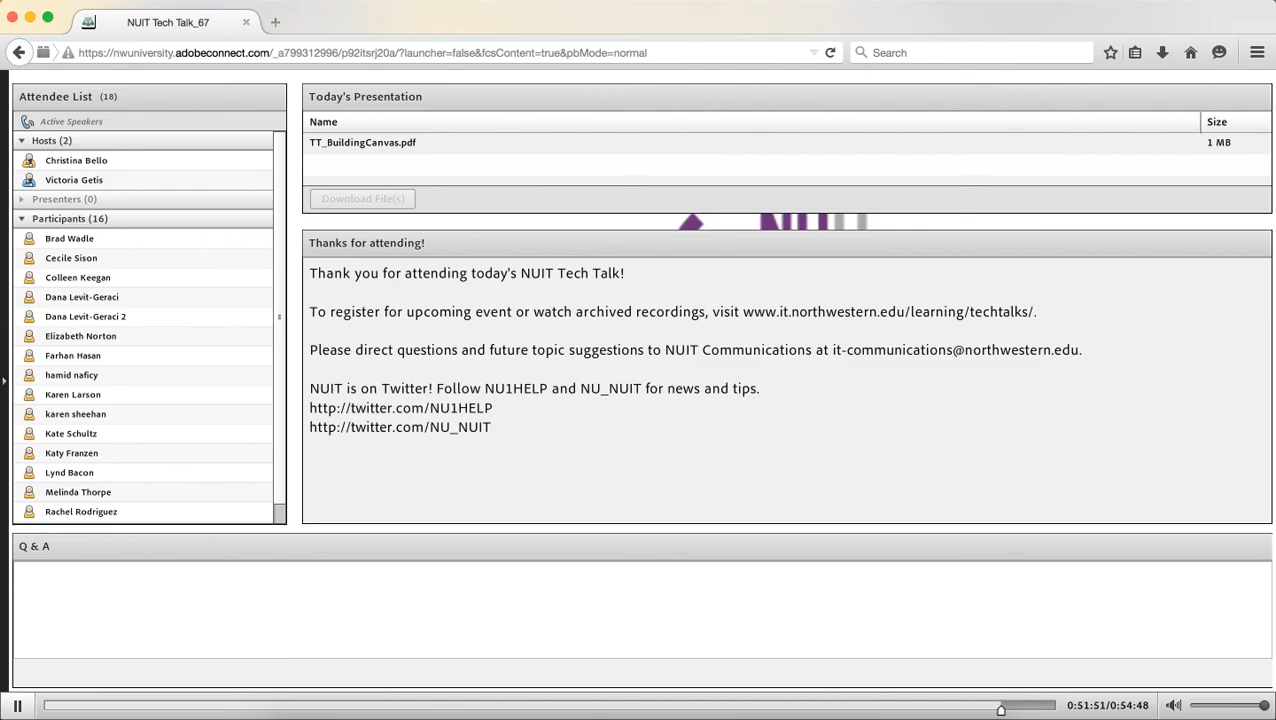 NUIT Tech Talk_67
https://nwuniversity.adobeconnect.com/_a799312996/p92itsrj20a/?launcher=false&fcsContent=true&pbMode=normal
Search
Attendee List (18)
Active Speakers
Hosts (2)
Christina Bello
Victoria Getis
Presenters (0)
Participants (16)
Brad Wadle
Cecile Sison
Colleen Keegan
Dana Levit-Geraci
Dana Levit-Geraci 2
Elizabeth Norton
Farhan Hasan
hamid naficy
Karen Larson
karen sheehan
Kate Schultz
Katy Franzen
Lynd Bacon
Melinda Thorpe
Rachel Rodriguez
Today's Presentation
Name Size
TT_BuildingCanvas.pdf 1 MB
Download File(s)
NUIT
Thanks for attending!
Thank you for attending today's NUIT Tech Talk!
To register for upcoming event or watch archived recordings, visit www.it.northwestern.edu/learning/techtalks/.
Please direct questions and future topic suggestions to NUIT Communications at it-communications@northwestern.edu.
NUIT is on Twitter! Follow NU1HELP and NU_NUIT for news and tips.
http://twitter.com/NU1HELP
http://twitter.com/NU_NUIT
Q & A
0:51:51/0:54:48